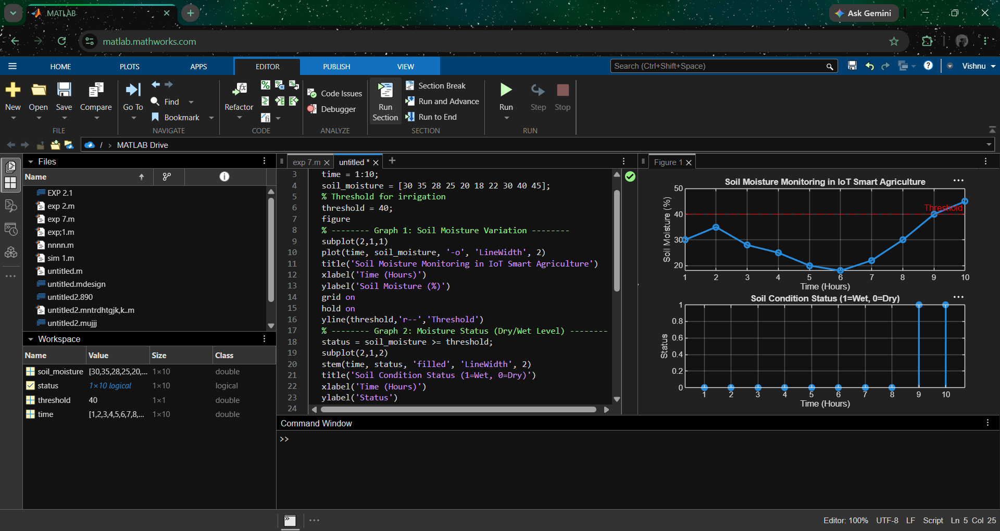 MATLAB
Ask Gemini
matlab.mathworks.com
HOME
PLOTS
APPS
EDITOR
PUBLISH
VIEW
Search (Ctrl+Shift+Space)
Vishnu
New
Open
Save
Compare
Go To
Find
Bookmark
Refactor
Code Issues
Debugger
Run Section
Section Break
Run and Advance
Run to End
Run
Step
Stop
FILE
NAVIGATE
CODE
ANALYZE
SECTION
RUN
/ > MATLAB Drive
Files
Name
EXP 2.1
exp 2.m
exp 7.m
exp;1.m
nnnn.m
sim 1.m
untitled.m
untitled.mdesign
untitled2.890
untitled2.mntrdhtgjk,k..m
untitled2.mujjj
Workspace
Name Value Size Class
soil_moisture [30,35,28,25,20,... 1×10 double
status 1×10 logical 1×10 logical
threshold 40 1×1 double
time [1,2,3,4,5,6,7,8,... 1×10 double
exp 7.m
untitled *
3 time = 1:10;
4 soil_moisture = [30 35 28 25 20 18 22 30 40 45];
5 % Threshold for irrigation
6 threshold = 40;
7 figure
8 % -------- Graph 1: Soil Moisture Variation --------
9 subplot(2,1,1)
10 plot(time, soil_moisture, '-o', 'LineWidth', 2)
11 title('Soil Moisture Monitoring in IoT Smart Agriculture')
12 xlabel('Time (Hours)')
13 ylabel('Soil Moisture (%)')
14 grid on
15 hold on
16 yline(threshold,'r--','Threshold')
17 % -------- Graph 2: Moisture Status (Dry/Wet Level) --------
18 status = soil_moisture >= threshold;
19 subplot(2,1,2)
20 stem(time, status, 'filled', 'LineWidth', 2)
21 title('Soil Condition Status (1=Wet, 0=Dry)')
22 xlabel('Time (Hours)')
23 ylabel('Status')
24
Figure 1
Soil Moisture Monitoring in IoT Smart Agriculture
Soil Moisture (%)
50
40
30
20
Threshold
1 2 3 4 5 6 7 8 9 10
Time (Hours)
Soil Condition Status (1=Wet, 0=Dry)
Status
1
0.8
0.6
0.4
0.2
0
1 2 3 4 5 6 7 8 9 10
Time (Hours)
Command Window
>>
Editor: 100% UTF-8 LF Script Ln 5 Col 25